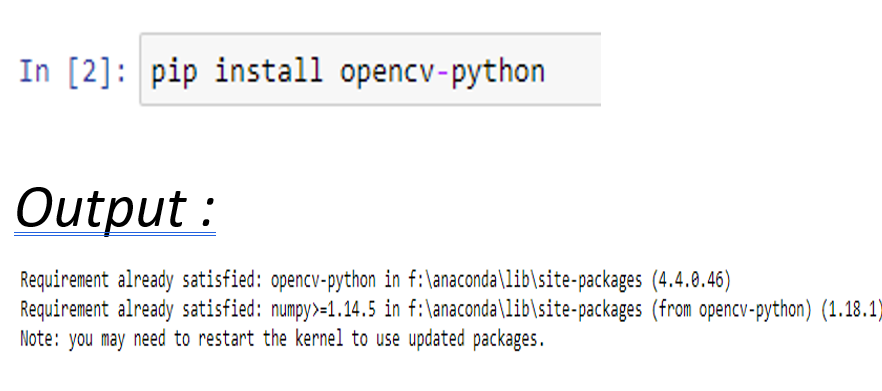 In [2]: pip install opencv-python
Output :
Requirement already satisfied: opencv-python in f:\anaconda\lib\site-packages (4.4.0.46)
Requirement already satisfied: numpy>=1.14.5 in f:\anaconda\lib\site-packages (from opencv-python) (1.18.1)
Note: you may need to restart the kernel to use updated packages.